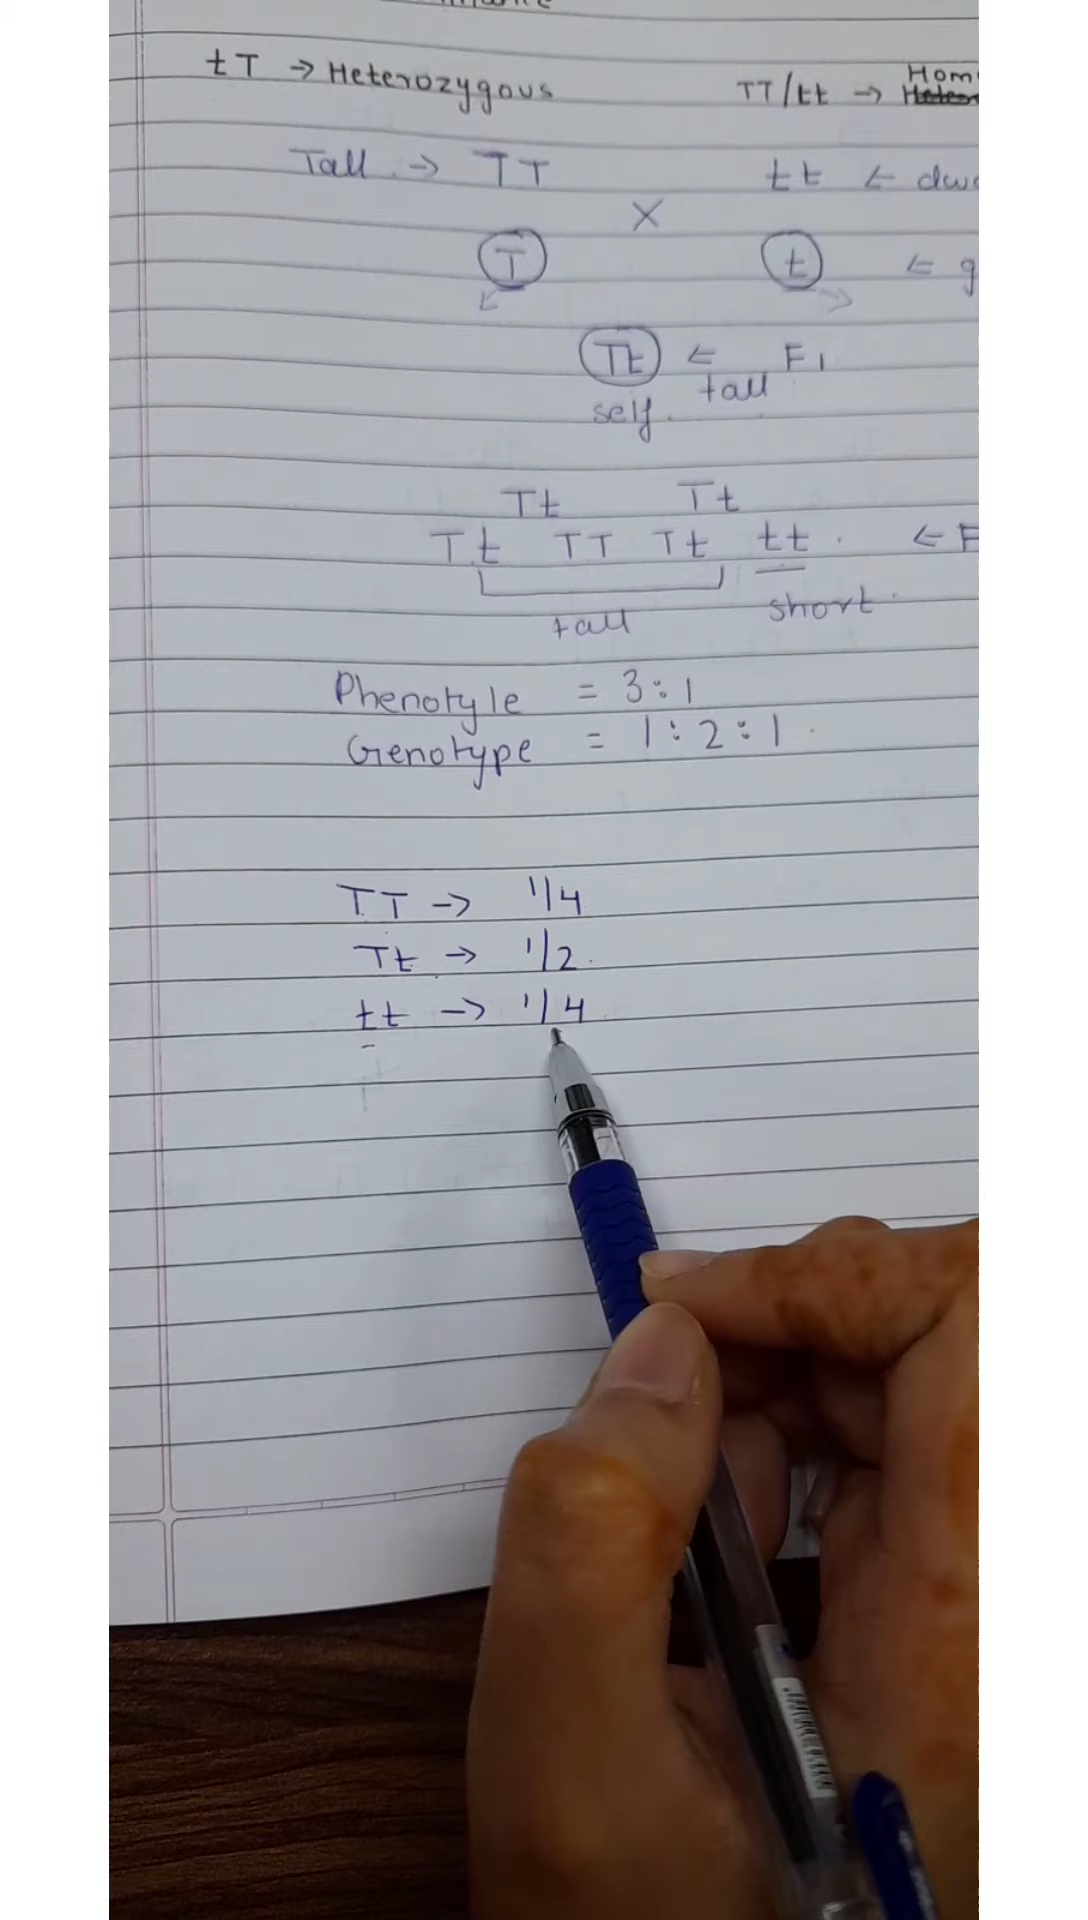 tT → Heterozygous TT/tt → Hom
Tall → TT tt ←
X
T t ←
Tt ← F1
tall
self.
Tt Tt
Tt TT Tt tt . ←
tall short.
Phenotyle = 3:1
Genotype = 1:2:1 .
TT → 1/4
Tt → 1/2.
tt → 1/4